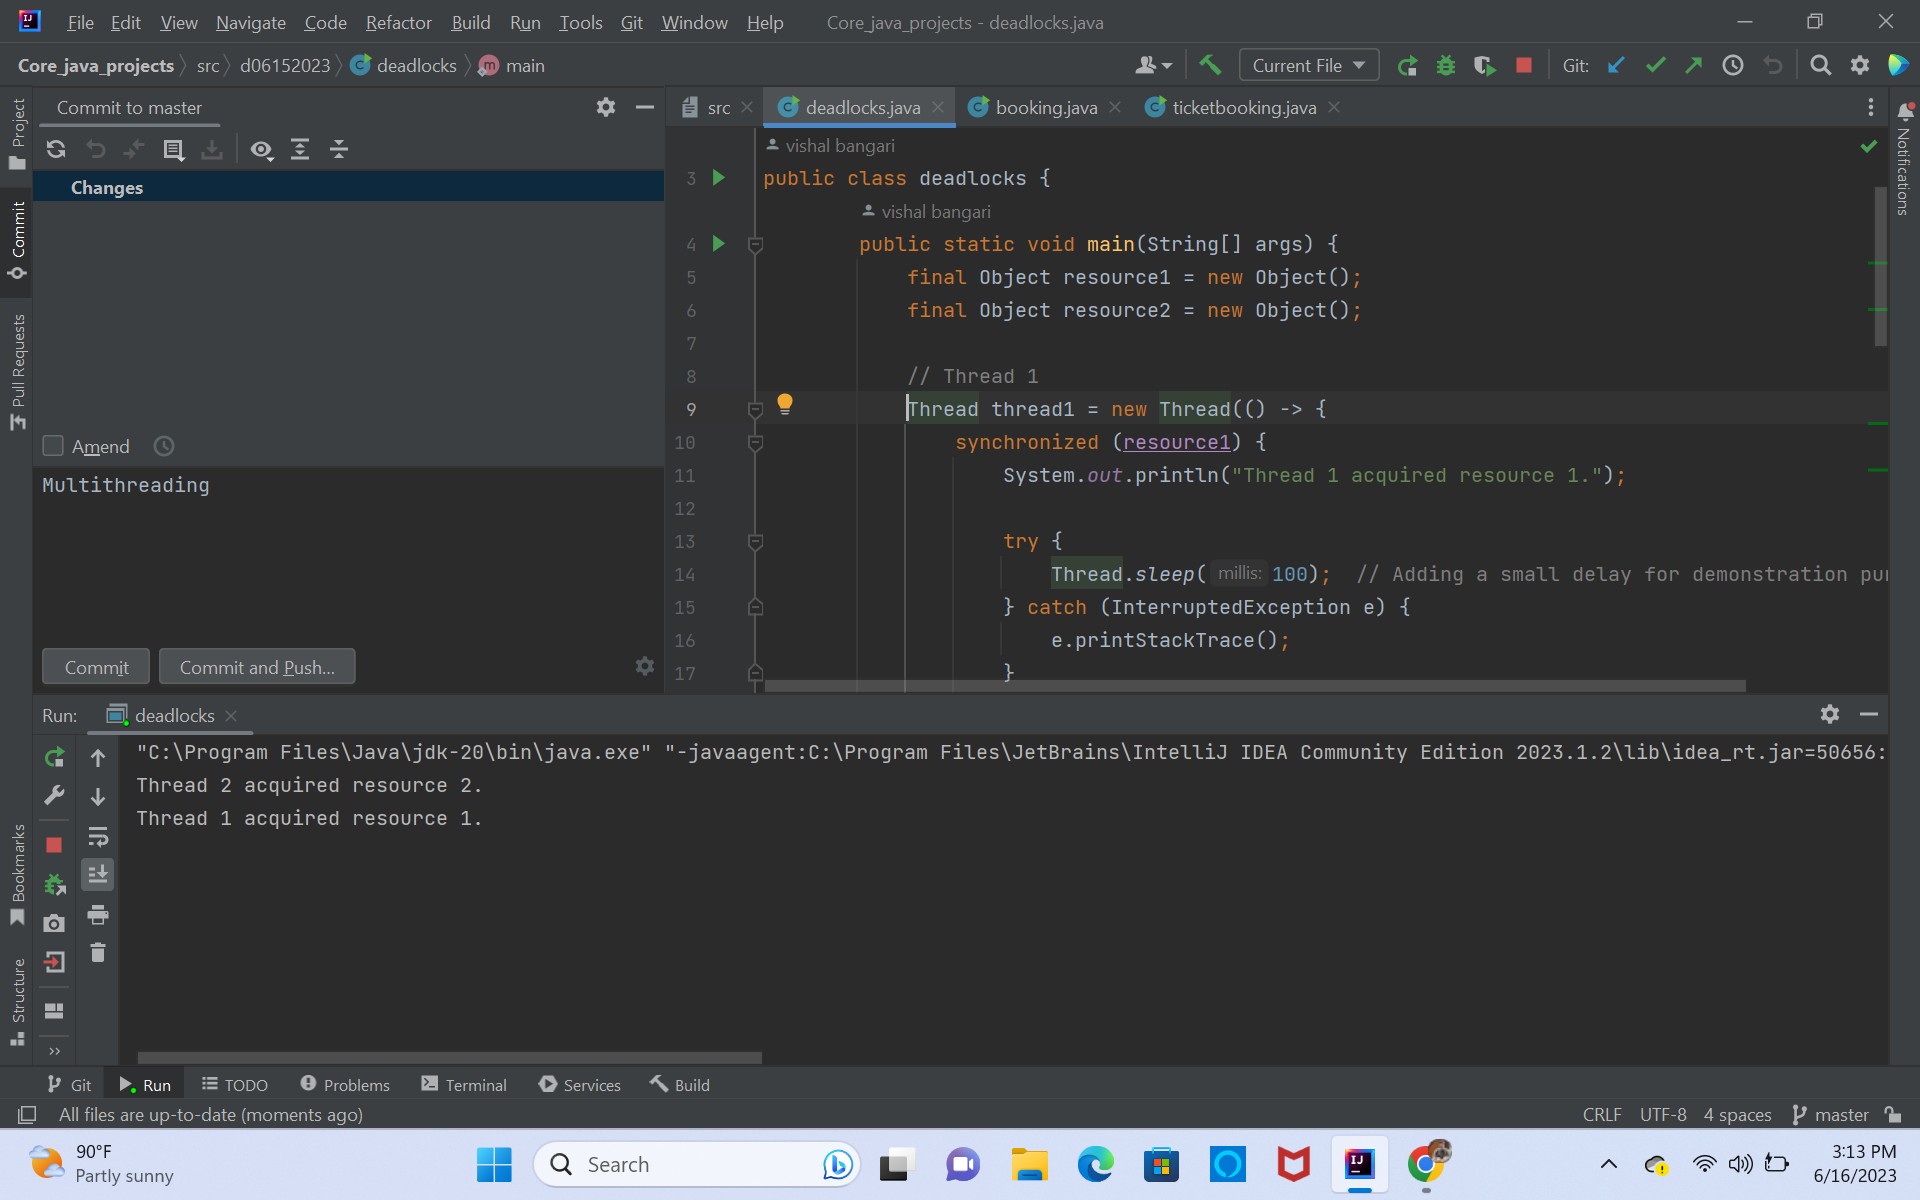 File Edit View Navigate Code Refactor Build Run Tools Git Window Help Core_java_projects - deadlocks.java
Core_java_projects src d06152023 deadlocks main Current File Git:
Commit to master
src deadlocks.java booking.java ticketbooking.java
Project
Commit
Pull Requests
Bookmarks
Structure
Notifications
Changes
Amend
Multithreading
Commit Commit and Push...
vishal bangari
3 public class deadlocks {
vishal bangari
4 public static void main(String[] args) {
5 final Object resource1 = new Object();
6 final Object resource2 = new Object();
7
8 // Thread 1
9 Thread thread1 = new Thread(() -> {
10 synchronized (resource1) {
11 System.out.println("Thread 1 acquired resource 1.");
12
13 try {
14 Thread.sleep( millis: 100); // Adding a small delay for demonstration pu
15 } catch (InterruptedException e) {
16 e.printStackTrace();
17 }
Run: deadlocks
"C:\Program Files\Java\jdk-20\bin\java.exe" "-javaagent:C:\Program Files\JetBrains\IntelliJ IDEA Community Edition 2023.1.2\lib\idea_rt.jar=50656:
Thread 2 acquired resource 2.
Thread 1 acquired resource 1.
Git Run TODO Problems Terminal Services Build
All files are up-to-date (moments ago) CRLF UTF-8 4 spaces master
90°F
Partly sunny
Search
3:13 PM
6/16/2023